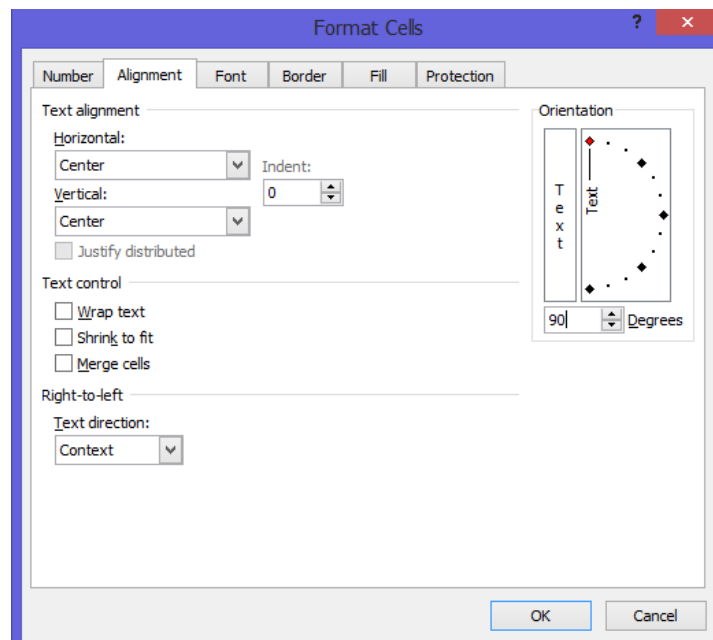 Format Cells ?
Number Alignment Font Border Fill Protection
Text alignment
Horizontal:
Center
Indent:
0
Vertical:
Center
Justify distributed
Text control
Wrap text
Shrink to fit
Merge cells
Right-to-left
Text direction:
Context
Orientation
Text
Text
90 Degrees
OK Cancel